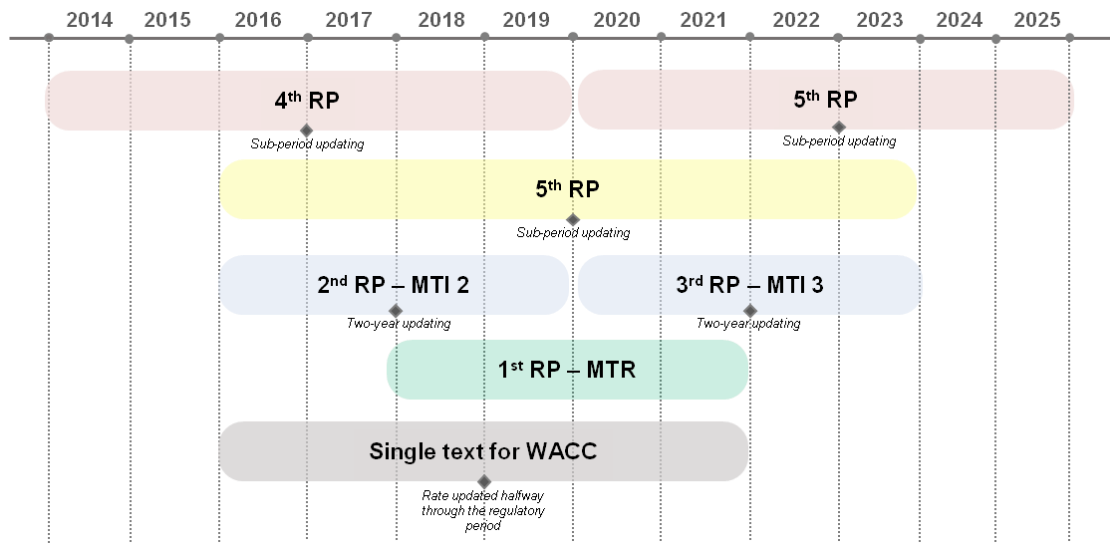 2014 2015 2016 2017 2018 2019 2020 2021 2022 2023 2024 2025
4th RP
5th RP
Sub-period updating
Sub-period updating
5th RP
Sub-period updating
2nd RP – MTI 2
3rd RP – MTI 3
Two-year updating
Two-year updating
1st RP – MTR
Single text for WACC
Rate updated halfway
through the regulatory
period